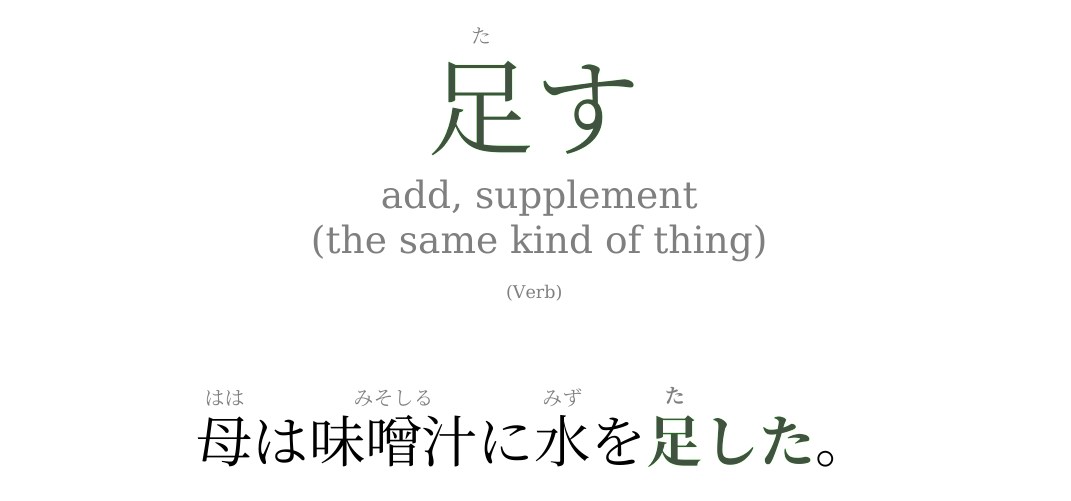 た
足す
add, supplement
(the same kind of thing)
(Verb)
はは みそしる みず た
母は味噌汁に水を足した。